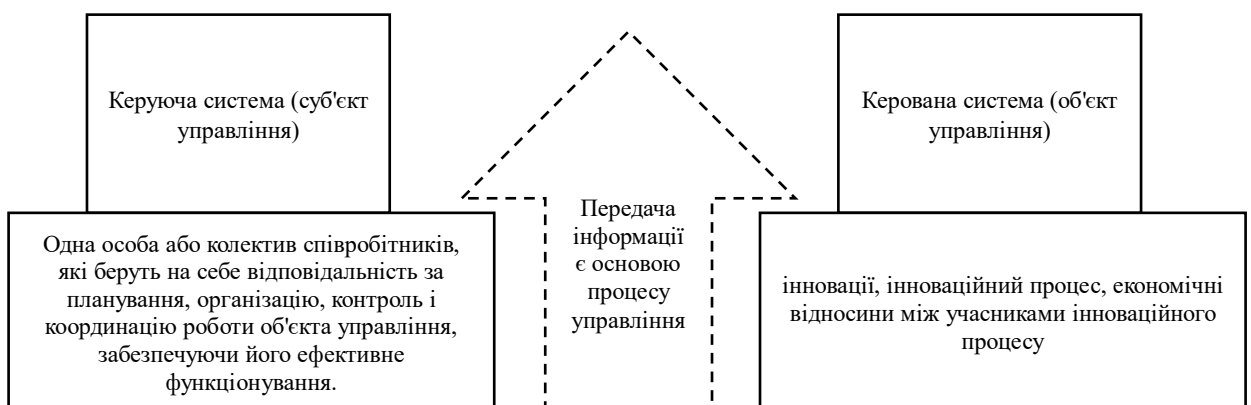 Керуюча система (суб'єкт
управління)
Одна особа або колектив співробітників,
які беруть на себе відповідальність за
планування, організацію, контроль і
координацію роботи об'єкта управління,
забезпечуючи його ефективне
функціонування.
Передача
інформації
є основою
процесу
управління
Керована система (об'єкт
управління)
інновації, інноваційний процес, економічні
відносини між учасниками інноваційного
процесу